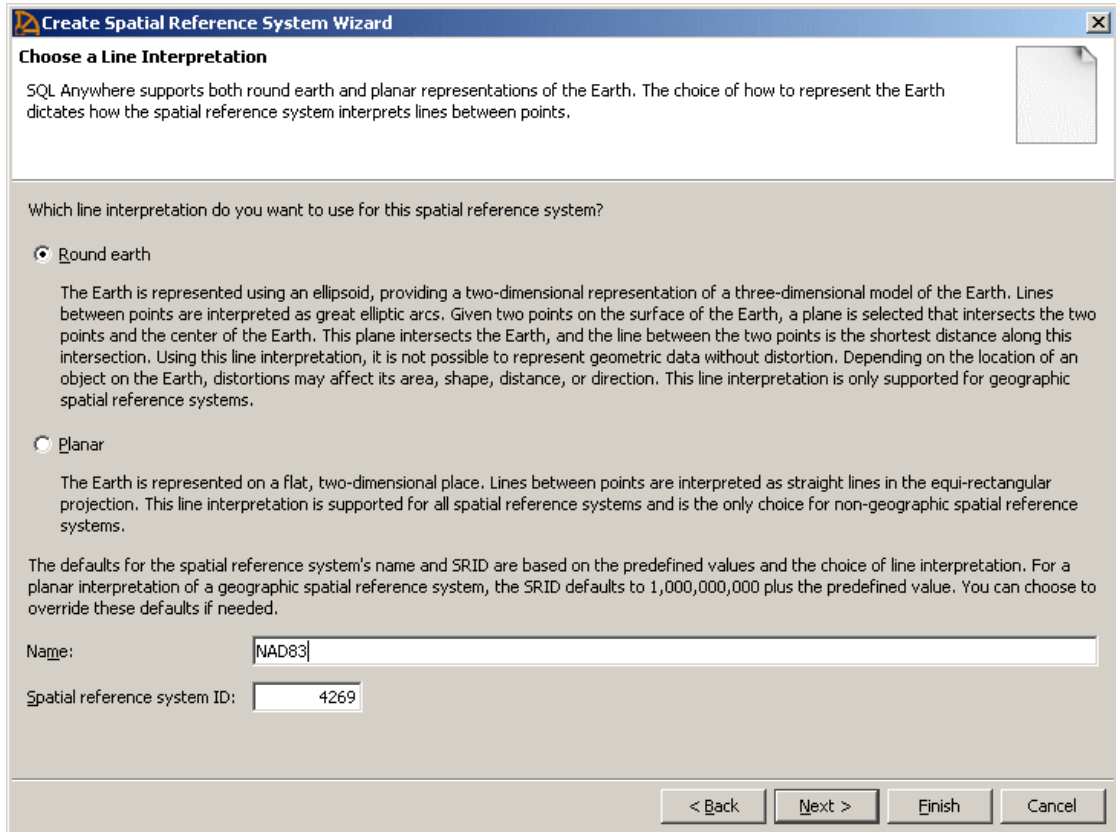 Create Spatial Reference System Wizard
Choose a Line Interpretation
SQL Anywhere supports both round earth and planar representations of the Earth. The choice of how to represent the Earth
dictates how the spatial reference system interprets lines between points.
Which line interpretation do you want to use for this spatial reference system?
Round earth
The Earth is represented using an ellipsoid, providing a two-dimensional representation of a three-dimensional model of the Earth. Lines
between points are interpreted as great elliptic arcs. Given two points on the surface of the Earth, a plane is selected that intersects the two
points and the center of the Earth. This plane intersects the Earth, and the line between the two points is the shortest distance along this
intersection. Using this line interpretation, it is not possible to represent geometric data without distortion. Depending on the location of an
object on the Earth, distortions may affect its area, shape, distance, or direction. This line interpretation is only supported for geographic
spatial reference systems.
Planar
The Earth is represented on a flat, two-dimensional place. Lines between points are interpreted as straight lines in the equi-rectangular
projection. This line interpretation is supported for all spatial reference systems and is the only choice for non-geographic spatial reference
systems.
The defaults for the spatial reference system's name and SRID are based on the predefined values and the choice of line interpretation. For a
planar interpretation of a geographic spatial reference system, the SRID defaults to 1,000,000,000 plus the predefined value. You can choose to
override these defaults if needed.
Name: NAD83
Spatial reference system ID: 4269
< Back Next > Finish Cancel